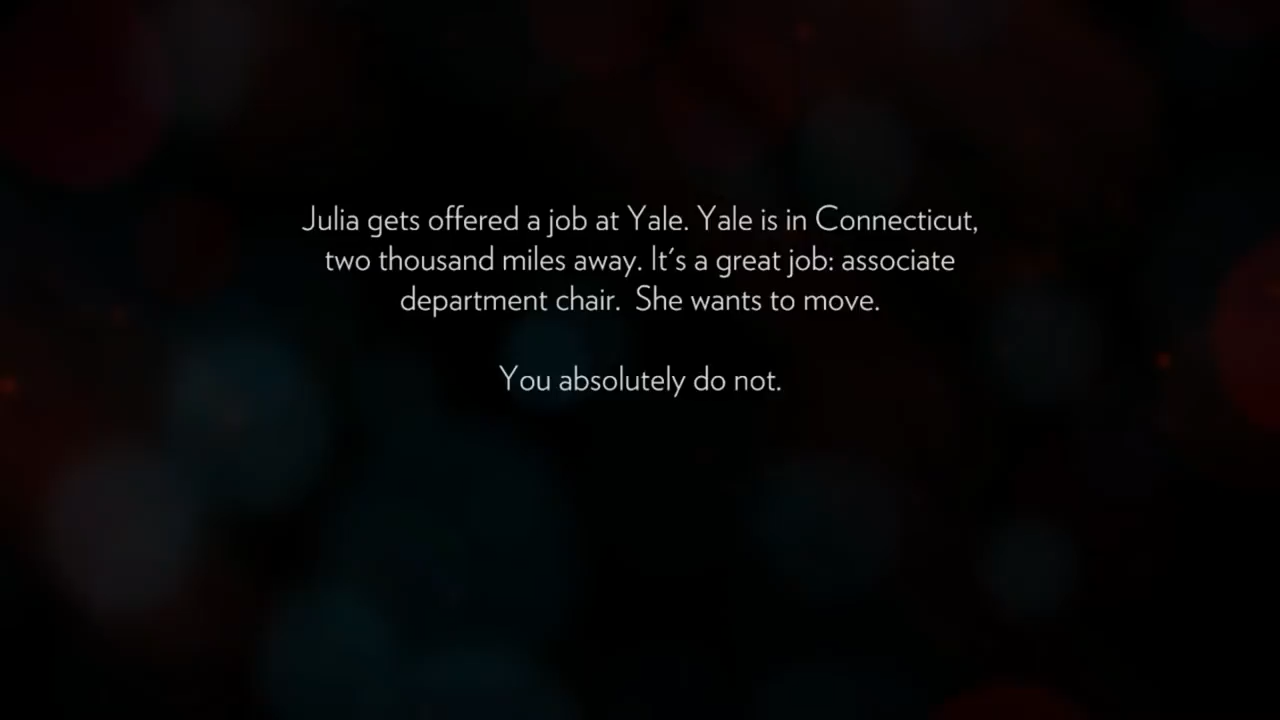 Julia gets offered a job at Yale. Yale is in Connecticut,
two thousand miles away. It's a great job: associate
department chair.  She wants to move.
You absolutely do not.